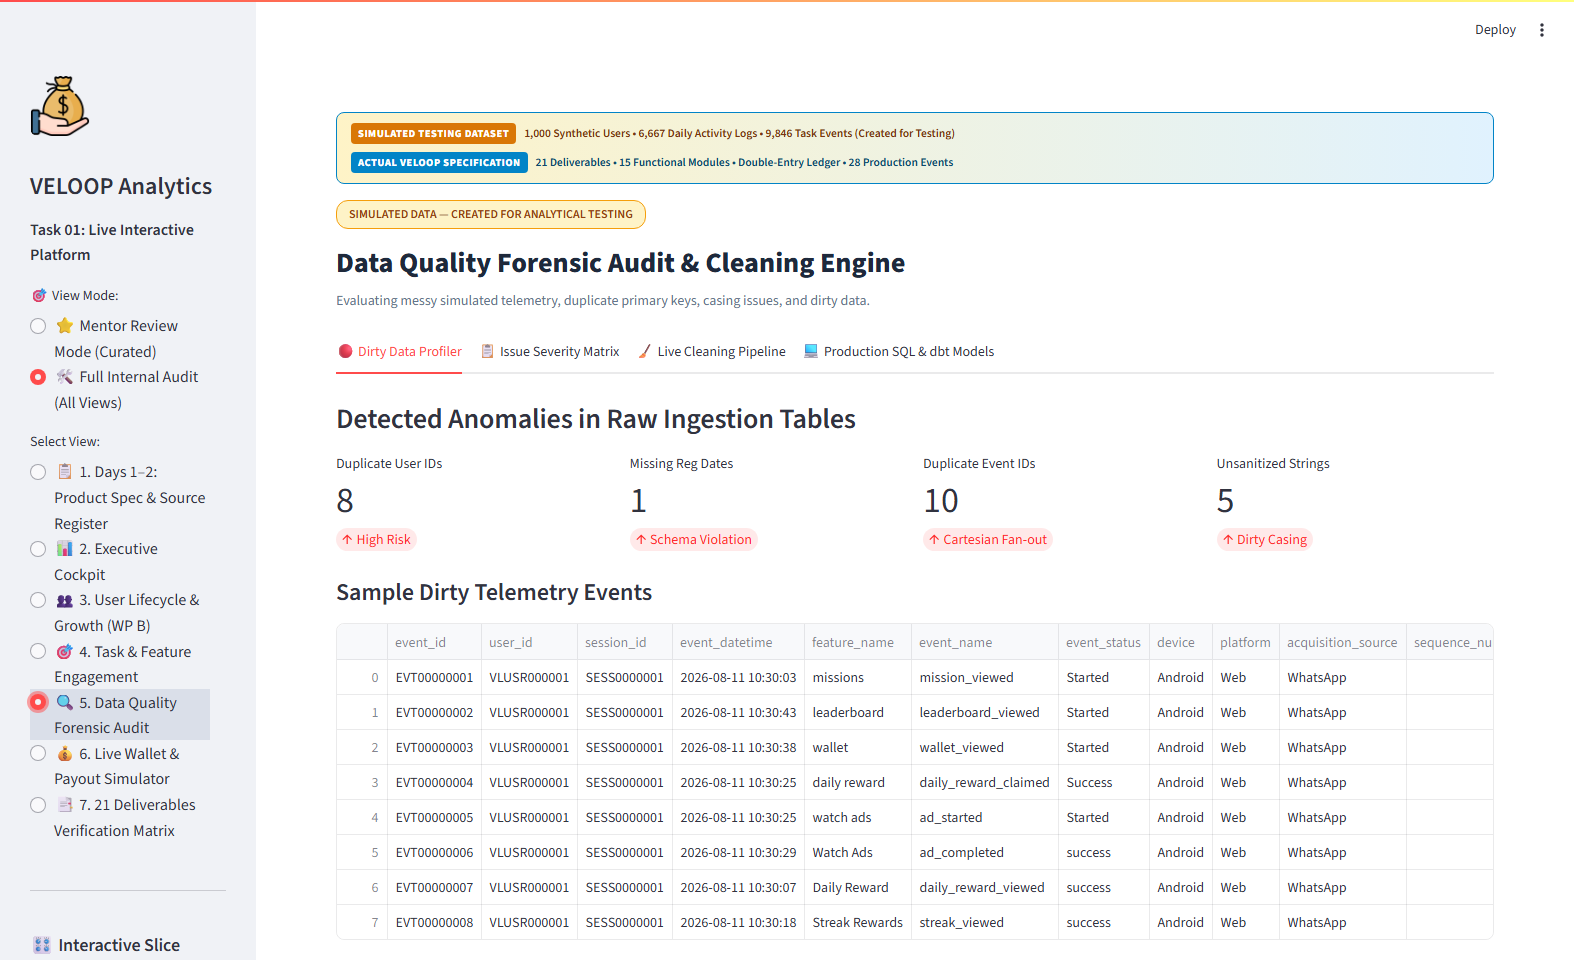 Deploy
VELOOP Analytics
Task 01: Live Interactive
Platform
🎯 View Mode:
⭐ Mentor Review
Mode (Curated)
🛠️ Full Internal Audit
(All Views)
Select View:
📋 1. Days 1–2:
Product Spec & Source
Register
📊 2. Executive
Cockpit
👥 3. User Lifecycle &
Growth (WP B)
🎯 4. Task & Feature
Engagement
🔍 5. Data Quality
Forensic Audit
💰 6. Live Wallet &
Payout Simulator
📑 7. 21 Deliverables
Verification Matrix
🎛️ Interactive Slice
SIMULATED TESTING DATASET 1,000 Synthetic Users • 6,667 Daily Activity Logs • 9,846 Task Events (Created for Testing)
ACTUAL VELOOP SPECIFICATION 21 Deliverables • 15 Functional Modules • Double-Entry Ledger • 28 Production Events
SIMULATED DATA — CREATED FOR ANALYTICAL TESTING
Data Quality Forensic Audit & Cleaning Engine
Evaluating messy simulated telemetry, duplicate primary keys, casing issues, and dirty data.
🔴 Dirty Data Profiler 📋 Issue Severity Matrix 🧹 Live Cleaning Pipeline 💻 Production SQL & dbt Models
Detected Anomalies in Raw Ingestion Tables
Duplicate User IDs Missing Reg Dates Duplicate Event IDs Unsanitized Strings
8 1 10 5
↑ High Risk ↑ Schema Violation ↑ Cartesian Fan-out ↑ Dirty Casing
Sample Dirty Telemetry Events
event_id user_id session_id event_datetime feature_name event_name event_status device platform acquisition_source sequence_nu
0 EVT00000001 VLUSR000001 SESS0000001 2026-08-11 10:30:03 missions mission_viewed Started Android Web WhatsApp
1 EVT00000002 VLUSR000001 SESS0000001 2026-08-11 10:30:43 leaderboard leaderboard_viewed Started Android Web WhatsApp
2 EVT00000003 VLUSR000001 SESS0000001 2026-08-11 10:30:38 wallet wallet_viewed Started Android Web WhatsApp
3 EVT00000004 VLUSR000001 SESS0000001 2026-08-11 10:30:25 daily reward daily_reward_claimed Success Android Web WhatsApp
4 EVT00000005 VLUSR000001 SESS0000001 2026-08-11 10:30:25 watch ads ad_started Started Android Web WhatsApp
5 EVT00000006 VLUSR000001 SESS0000001 2026-08-11 10:30:29 Watch Ads ad_completed success Android Web WhatsApp
6 EVT00000007 VLUSR000001 SESS0000001 2026-08-11 10:30:07 Daily Reward daily_reward_viewed success Android Web WhatsApp
7 EVT00000008 VLUSR000001 SESS0000001 2026-08-11 10:30:18 Streak Rewards streak_viewed success Android Web WhatsApp